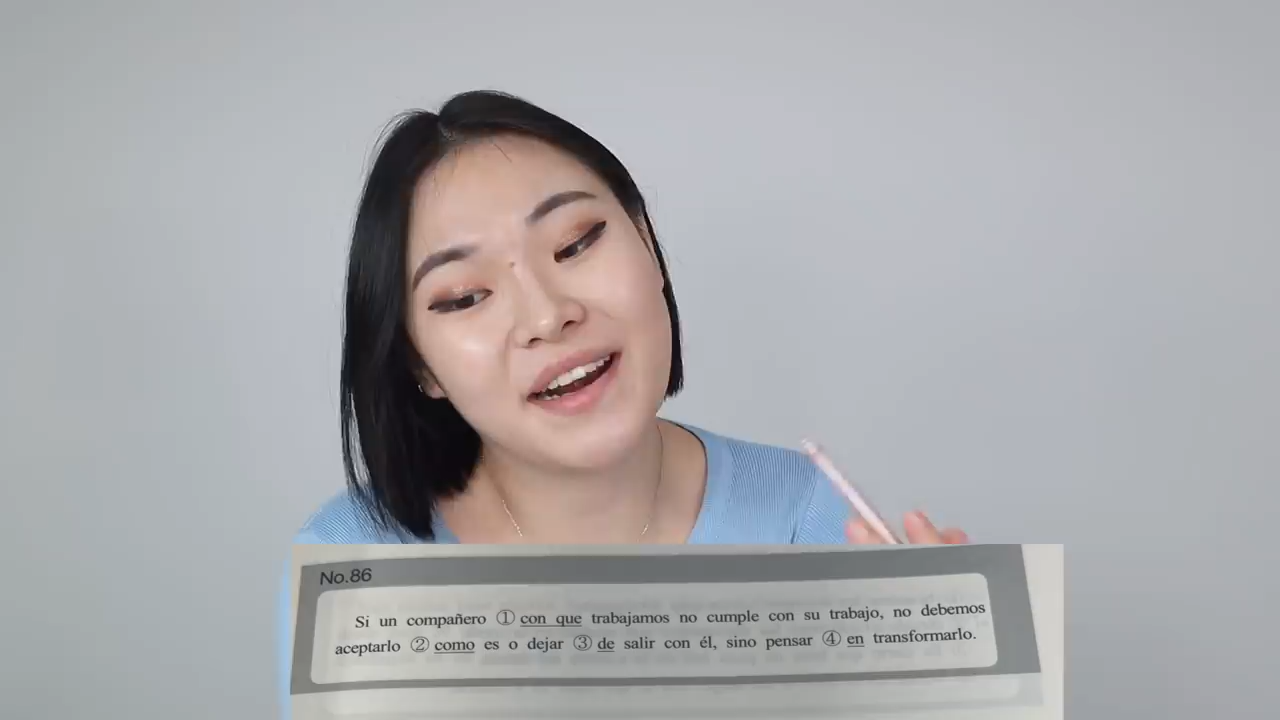 No.86
Si un compañero ① con que trabajamos no cumple con su trabajo, no debemos
aceptarlo ② como es o dejar ③ de salir con él, sino pensar ④ en transformarlo.